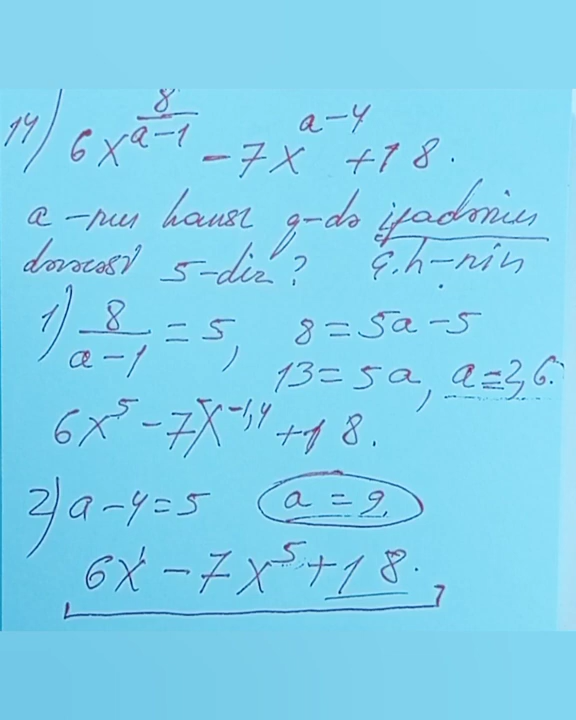 14) 6x^(8/(a-1)) - 7x^(a-4) + 18.
a-nın hansı q-də ifadənin
dərəcəsi 5-dir? ç.h-nin
1) 8/(a-1) = 5, 8 = 5a - 5
13 = 5a, a = 2,6.
6x^5 - 7x^(-1,4) + 18.
2) a - 4 = 5 a = 9.
6x^1 - 7x^5 + 18.